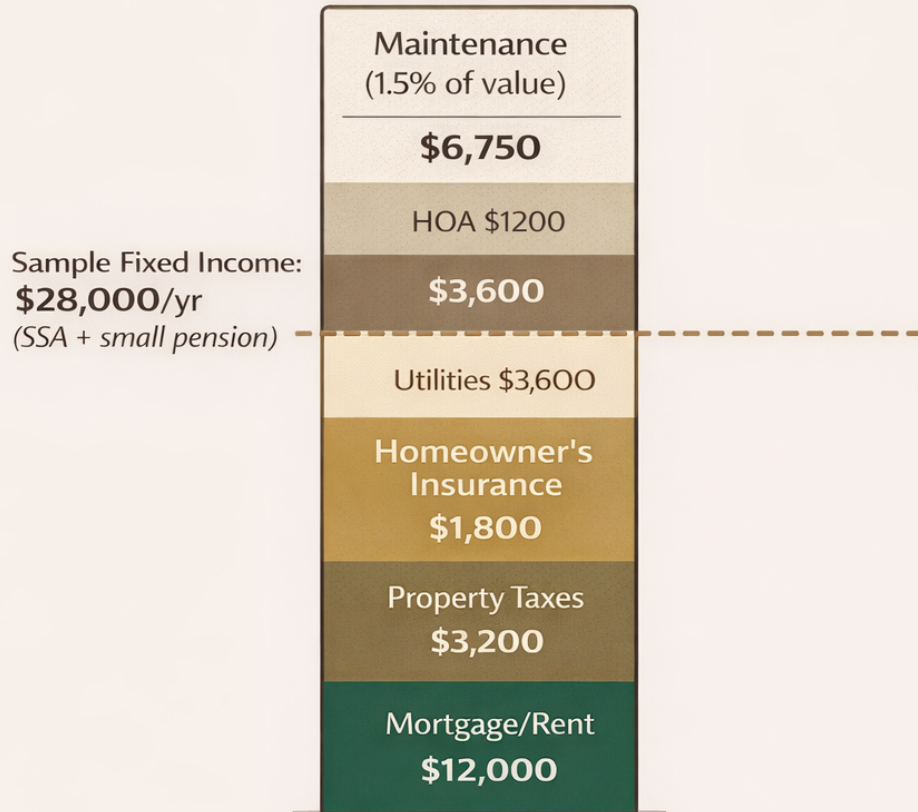 Maintenance
(1.5% of value)
$6,750
HOA $1200
Sample Fixed Income:
$28,000/yr
(SSA + small pension)
$3,600
Utilities $3,600
Homeowner's
Insurance
$1,800
Property Taxes
$3,200
Mortgage/Rent
$12,000